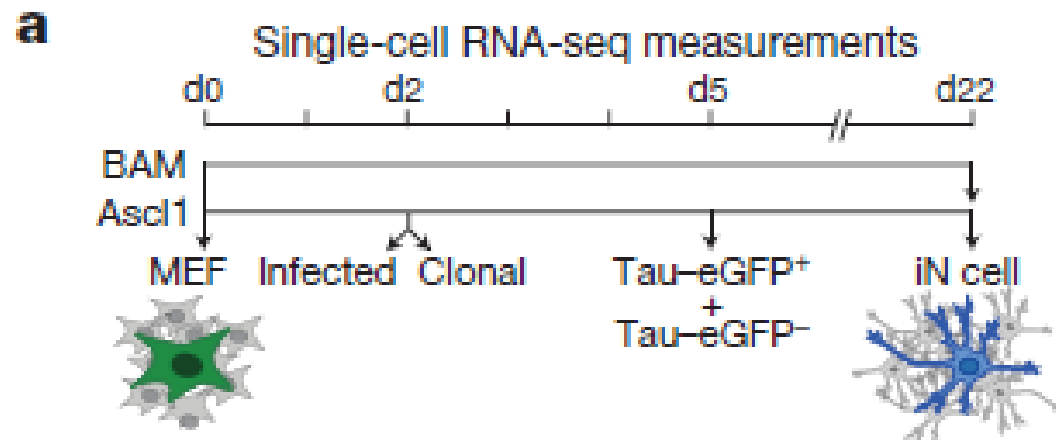 a
Single-cell RNA-seq measurements
d0 d2 d5 d22
BAM
Ascl1
MEF Infected Clonal Tau–eGFP⁺ iN cell
+
Tau–eGFP⁻